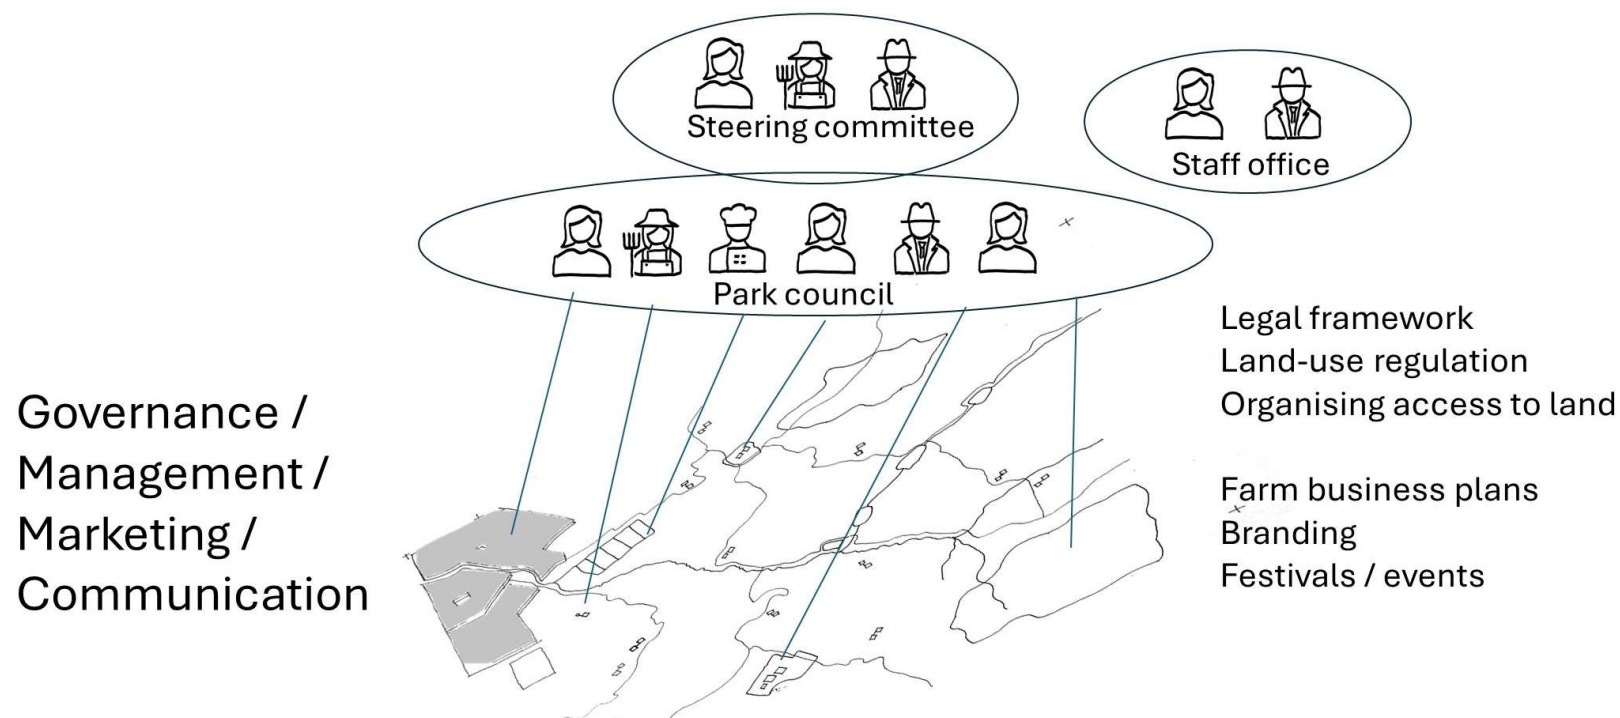 Steering committee
Staff office
Park council
Legal framework
Land-use regulation
Organising access to land
Governance /
Management /
Marketing /
Communication
Farm business plans
Branding
Festivals / events